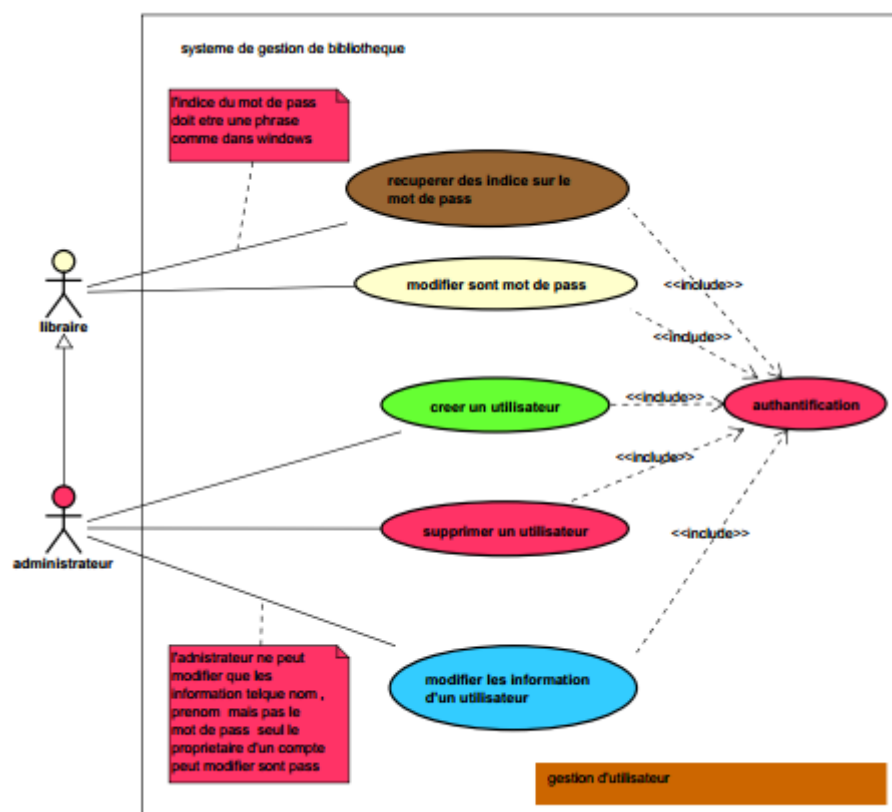 systeme de gestion de bibliotheque
l'indice du mot de pass
doit etre une phrase
comme dans windows
recuperer des indice sur le
mot de pass
modifier sont mot de pass
<<include>>
<<include>>
libraire
creer un utilisateur
<<include>>
authantification
<<include>>
supprimer un utilisateur
<<include>>
administrateur
l'adnistrateur ne peut
modifier que les
information telque nom ,
prenom mais pas le
mot de pass seul le
proprietaire d'un compte
peut modifier sont pass
modifier les information
d'un utilisateur
gestion d'utilisateur